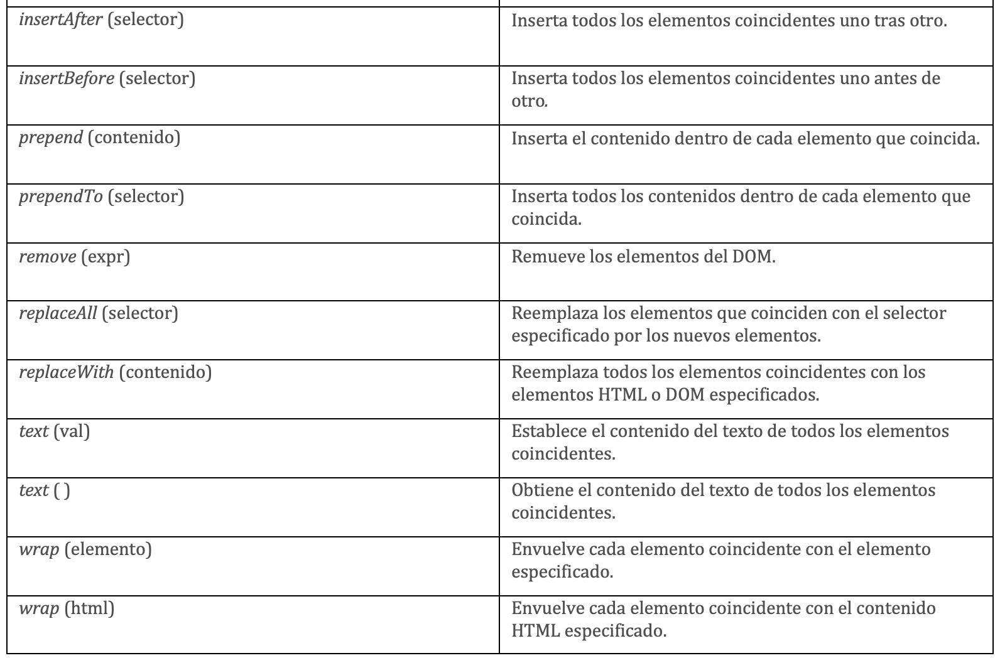 insertAfter (selector)
Inserta todos los elementos coincidentes uno tras otro.
insertBefore (selector)
Inserta todos los elementos coincidentes uno antes de
otro.
prepend (contenido)
Inserta el contenido dentro de cada elemento que coincida.
prependTo (selector)
Inserta todos los contenidos dentro de cada elemento que
coincida.
remove (expr)
Remueve los elementos del DOM.
replaceAll (selector)
Reemplaza los elementos que coinciden con el selector
especificado por los nuevos elementos.
replaceWith (contenido)
Reemplaza todos los elementos coincidentes con los
elementos HTML o DOM especificados.
text (val)
Establece el contenido del texto de todos los elementos
coincidentes.
text ( )
Obtiene el contenido del texto de todos los elementos
coincidentes.
wrap (elemento)
Envuelve cada elemento coincidente con el elemento
especificado.
wrap (html)
Envuelve cada elemento coincidente con el contenido
HTML especificado.